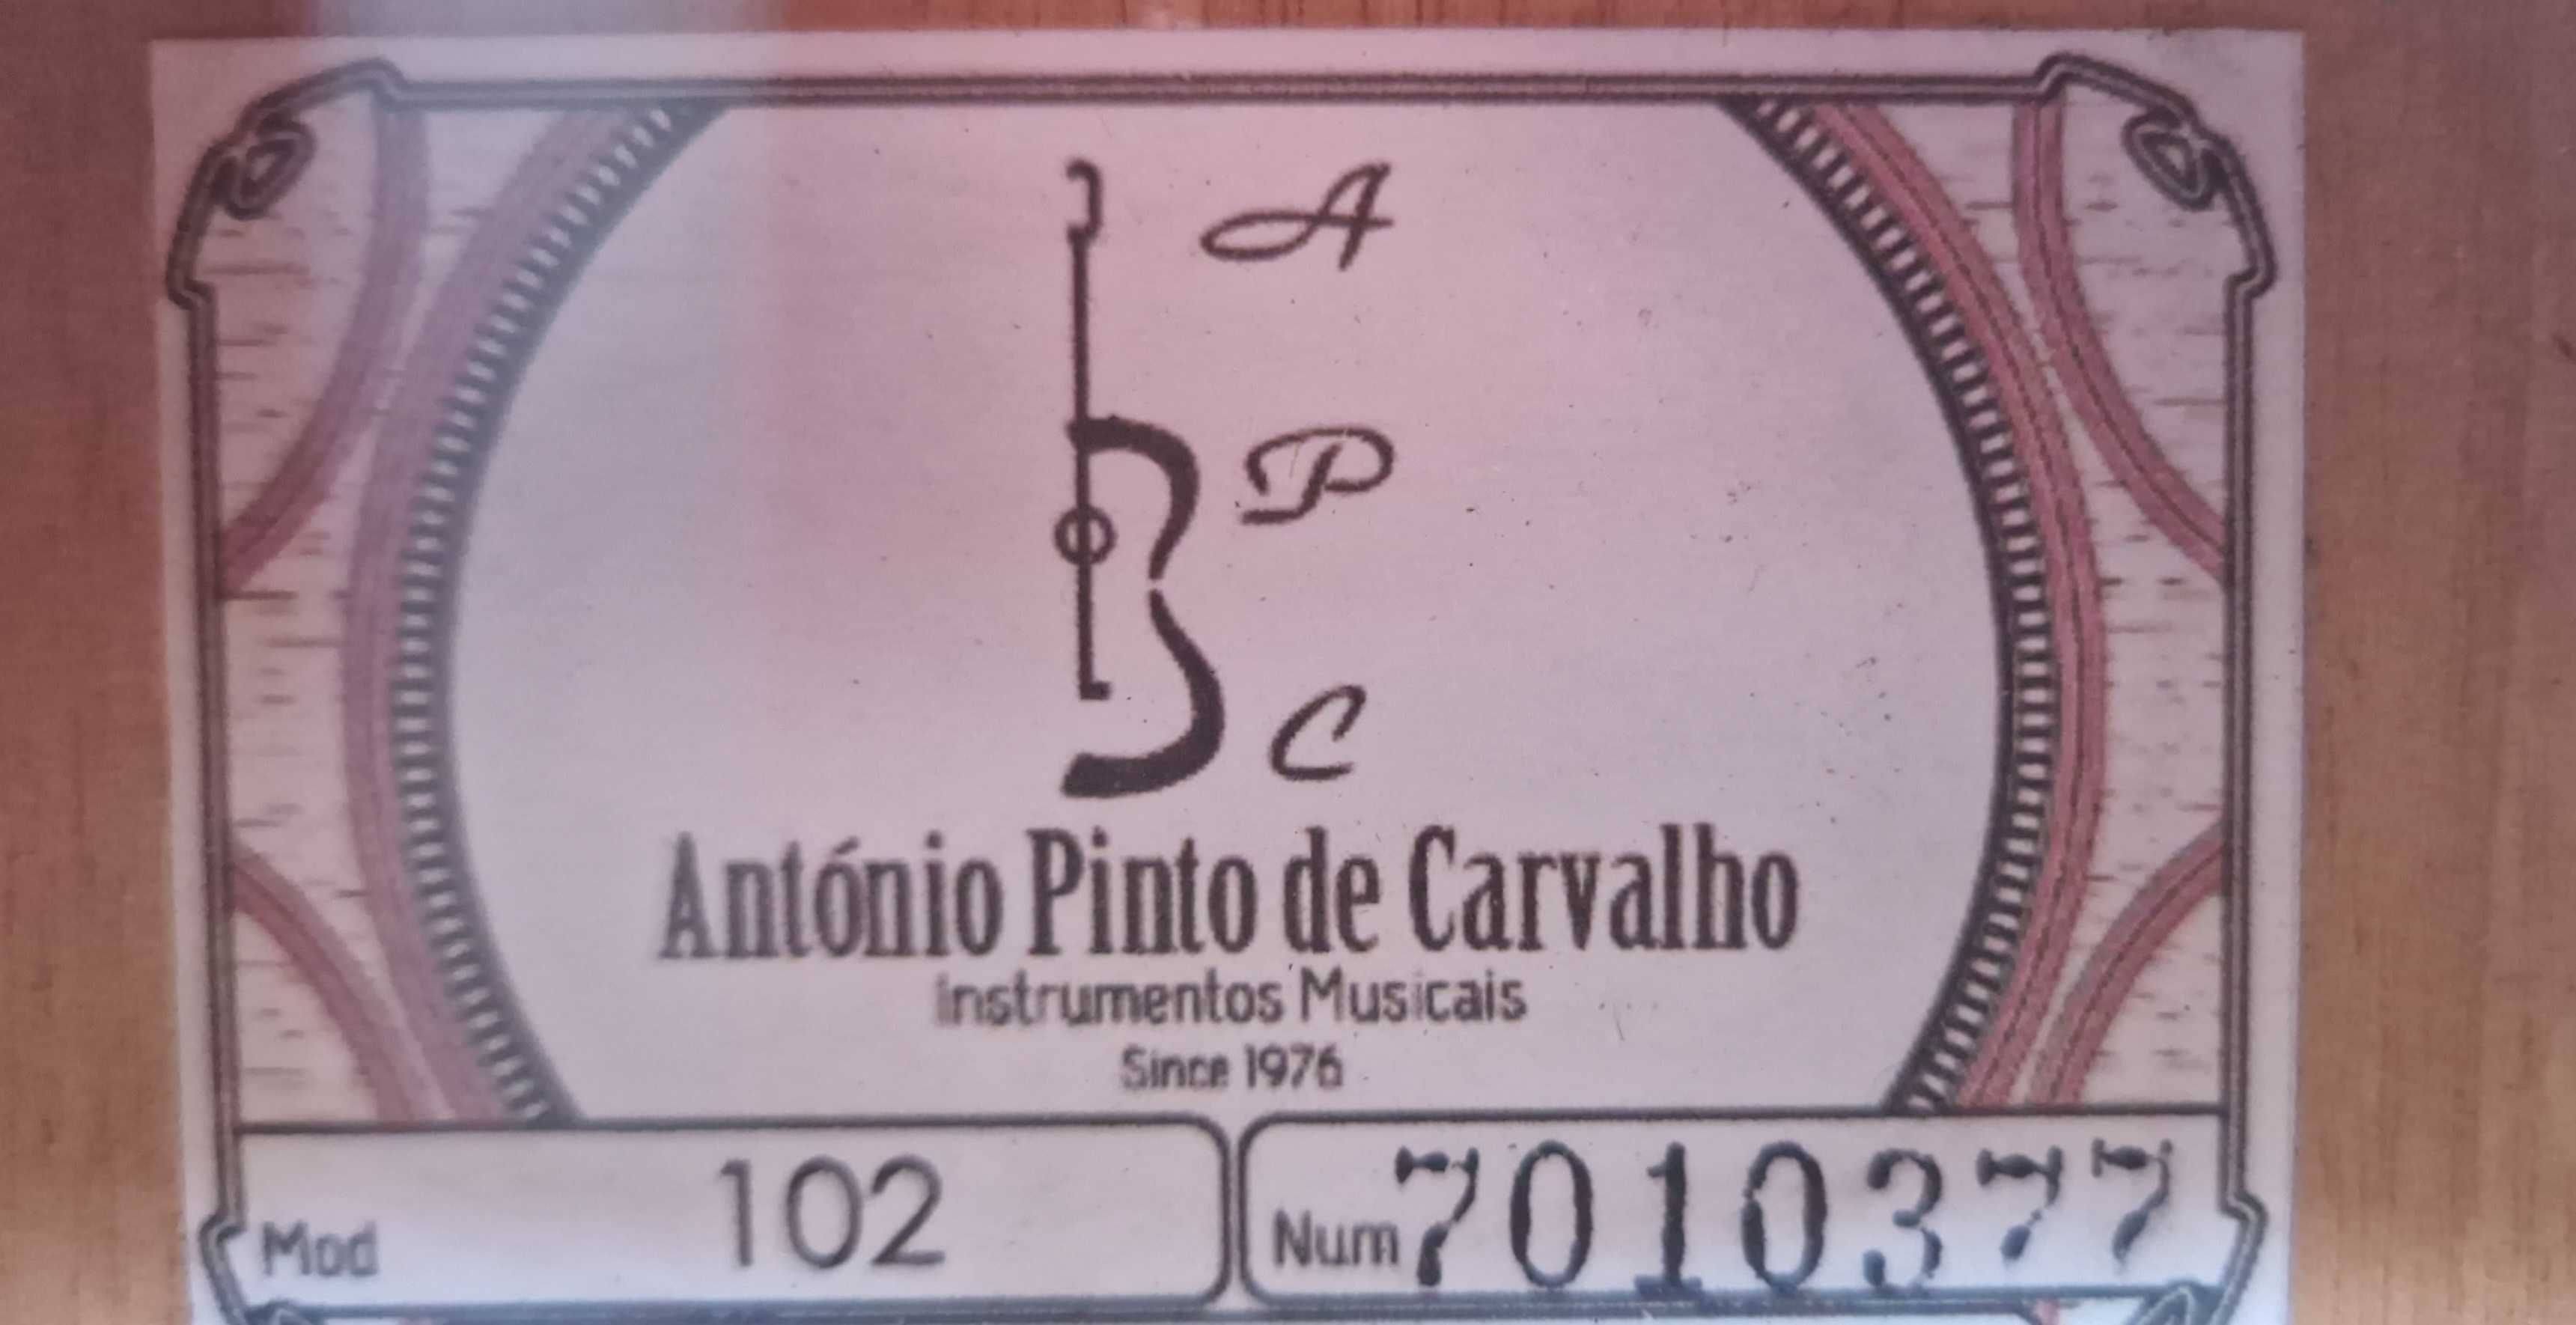 A
P
C
António Pinto de Carvalho
Instrumentos Musicais
Since 1976
Mod 102 Num 7010377